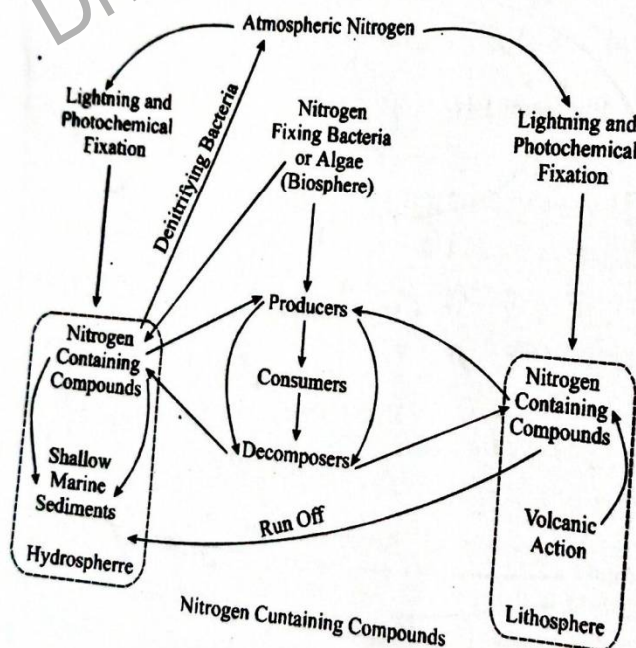 Atmospheric Nitrogen
Lightning and
Photochemical
Fixation
Denitrifying Bacteria
Nitrogen
Fixing Bacteria
or Algae
(Biosphere)
Lightning and
Photochemical
Fixation
Producers
Consumers
Decomposers
Nitrogen
Containing
Compounds
Shallow
Marine
Sediments
Hydrospherre
Run Off
Nitrogen
Containing
Compounds
Volcanic
Action
Lithosphere
Nitrogen Cuntaining Compounds